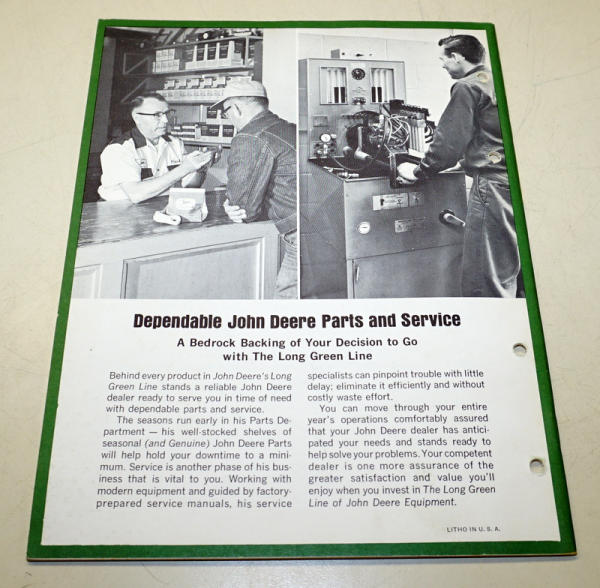 Dependable John Deere Parts and Service
A Bedrock Backing of Your Decision to Go
with The Long Green Line
Behind every product in John Deere's Long
Green Line stands a reliable John Deere
dealer ready to serve you in time of need
with dependable parts and service.
The seasons run early in his Parts De-
partment — his well-stocked shelves of
seasonal (and Genuine) John Deere Parts
will help hold your downtime to a mini-
mum. Service is another phase of his bus-
iness that is vital to you. Working with
modern equipment and guided by factory-
prepared service manuals, his service
specialists can pinpoint trouble with little
delay; eliminate it efficiently and without
costly waste effort.
You can move through your entire
year's operations comfortably assured
that your John Deere dealer has antici-
pated your needs and stands ready to
help solve your problems. Your competent
dealer is one more assurance of the
greater satisfaction and value you'll
enjoy when you invest in The Long Green
Line of John Deere Equipment.
LITHO IN U. S. A.